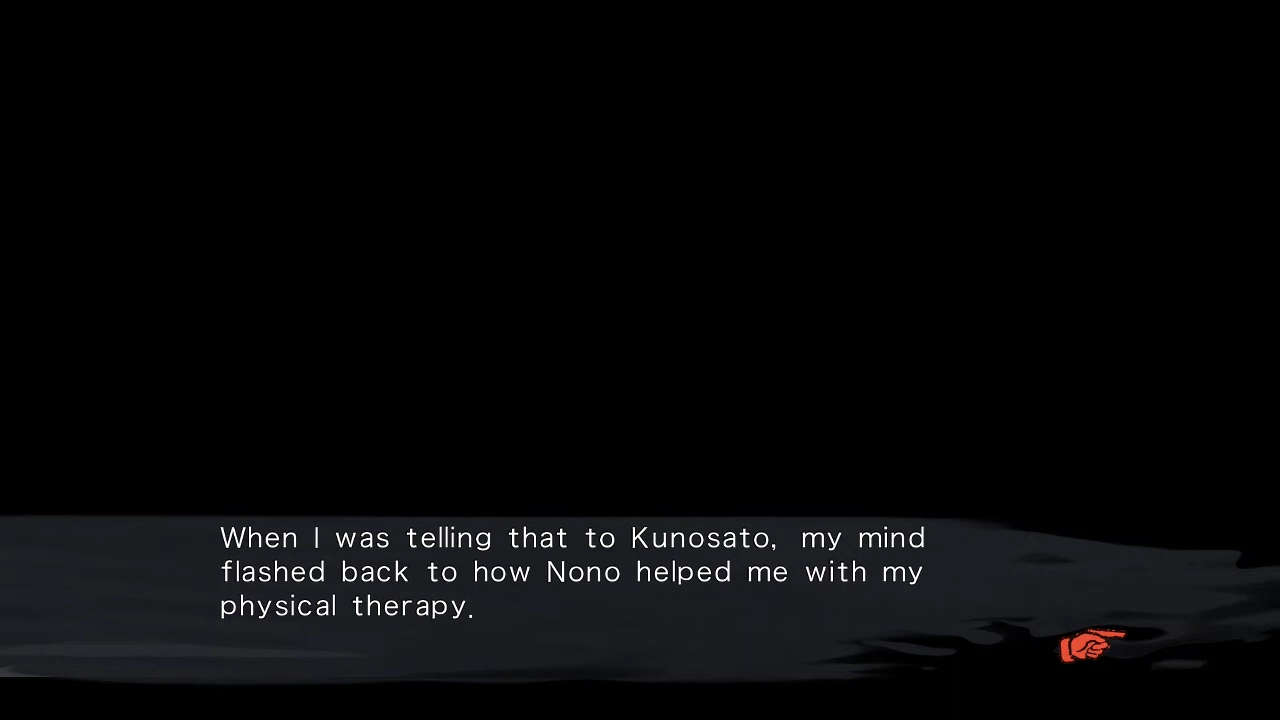 When I was telling that to Kunosato, my mind
flashed back to how Nono helped me with my
physical therapy.